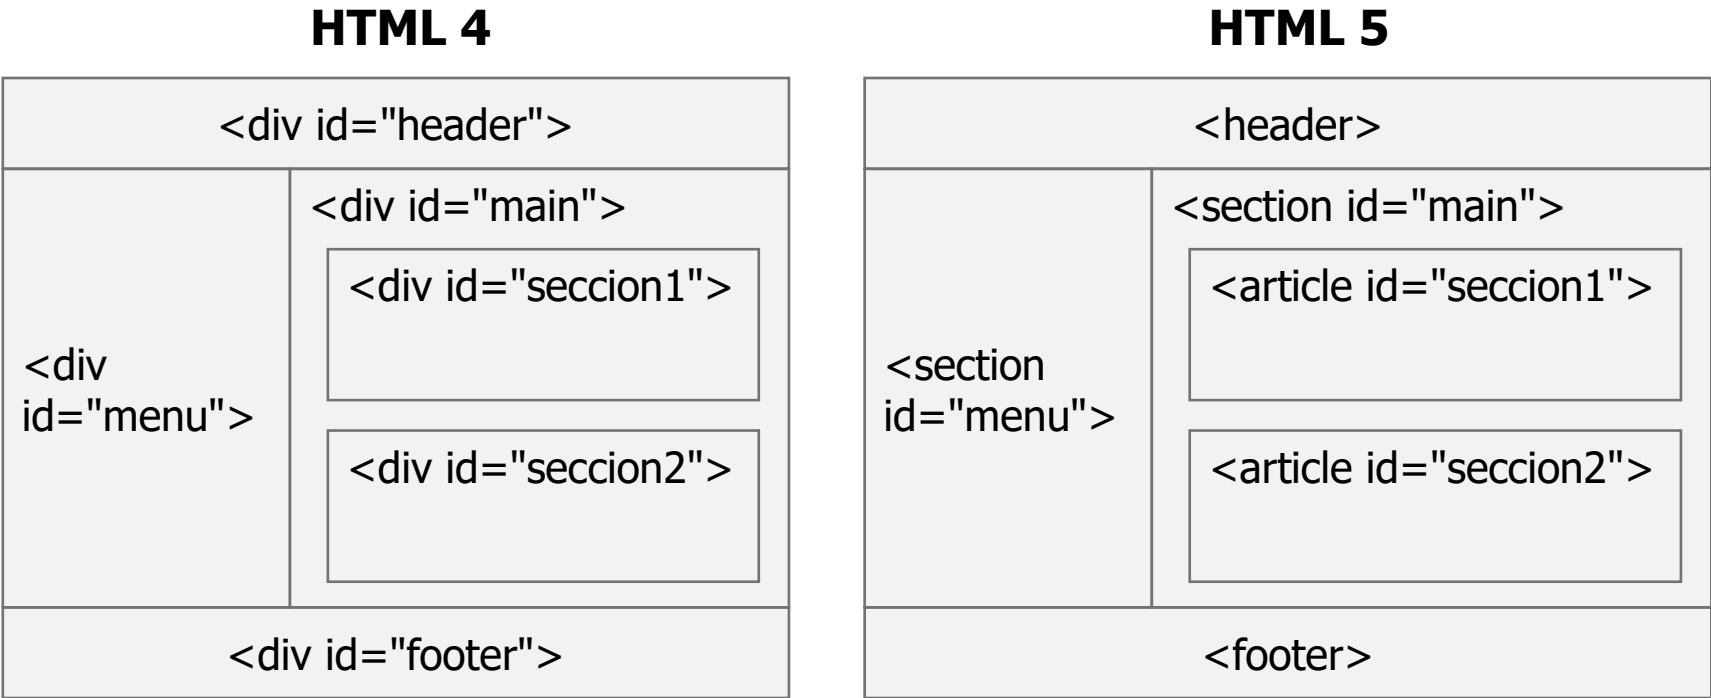 HTML 4
<div id="header">
<div
id="menu">
<div id="main">
<div id="seccion1">
<div id="seccion2">
<div id="footer">
HTML 5
<header>
<section
id="menu">
<section id="main">
<article id="seccion1">
<article id="seccion2">
<footer>